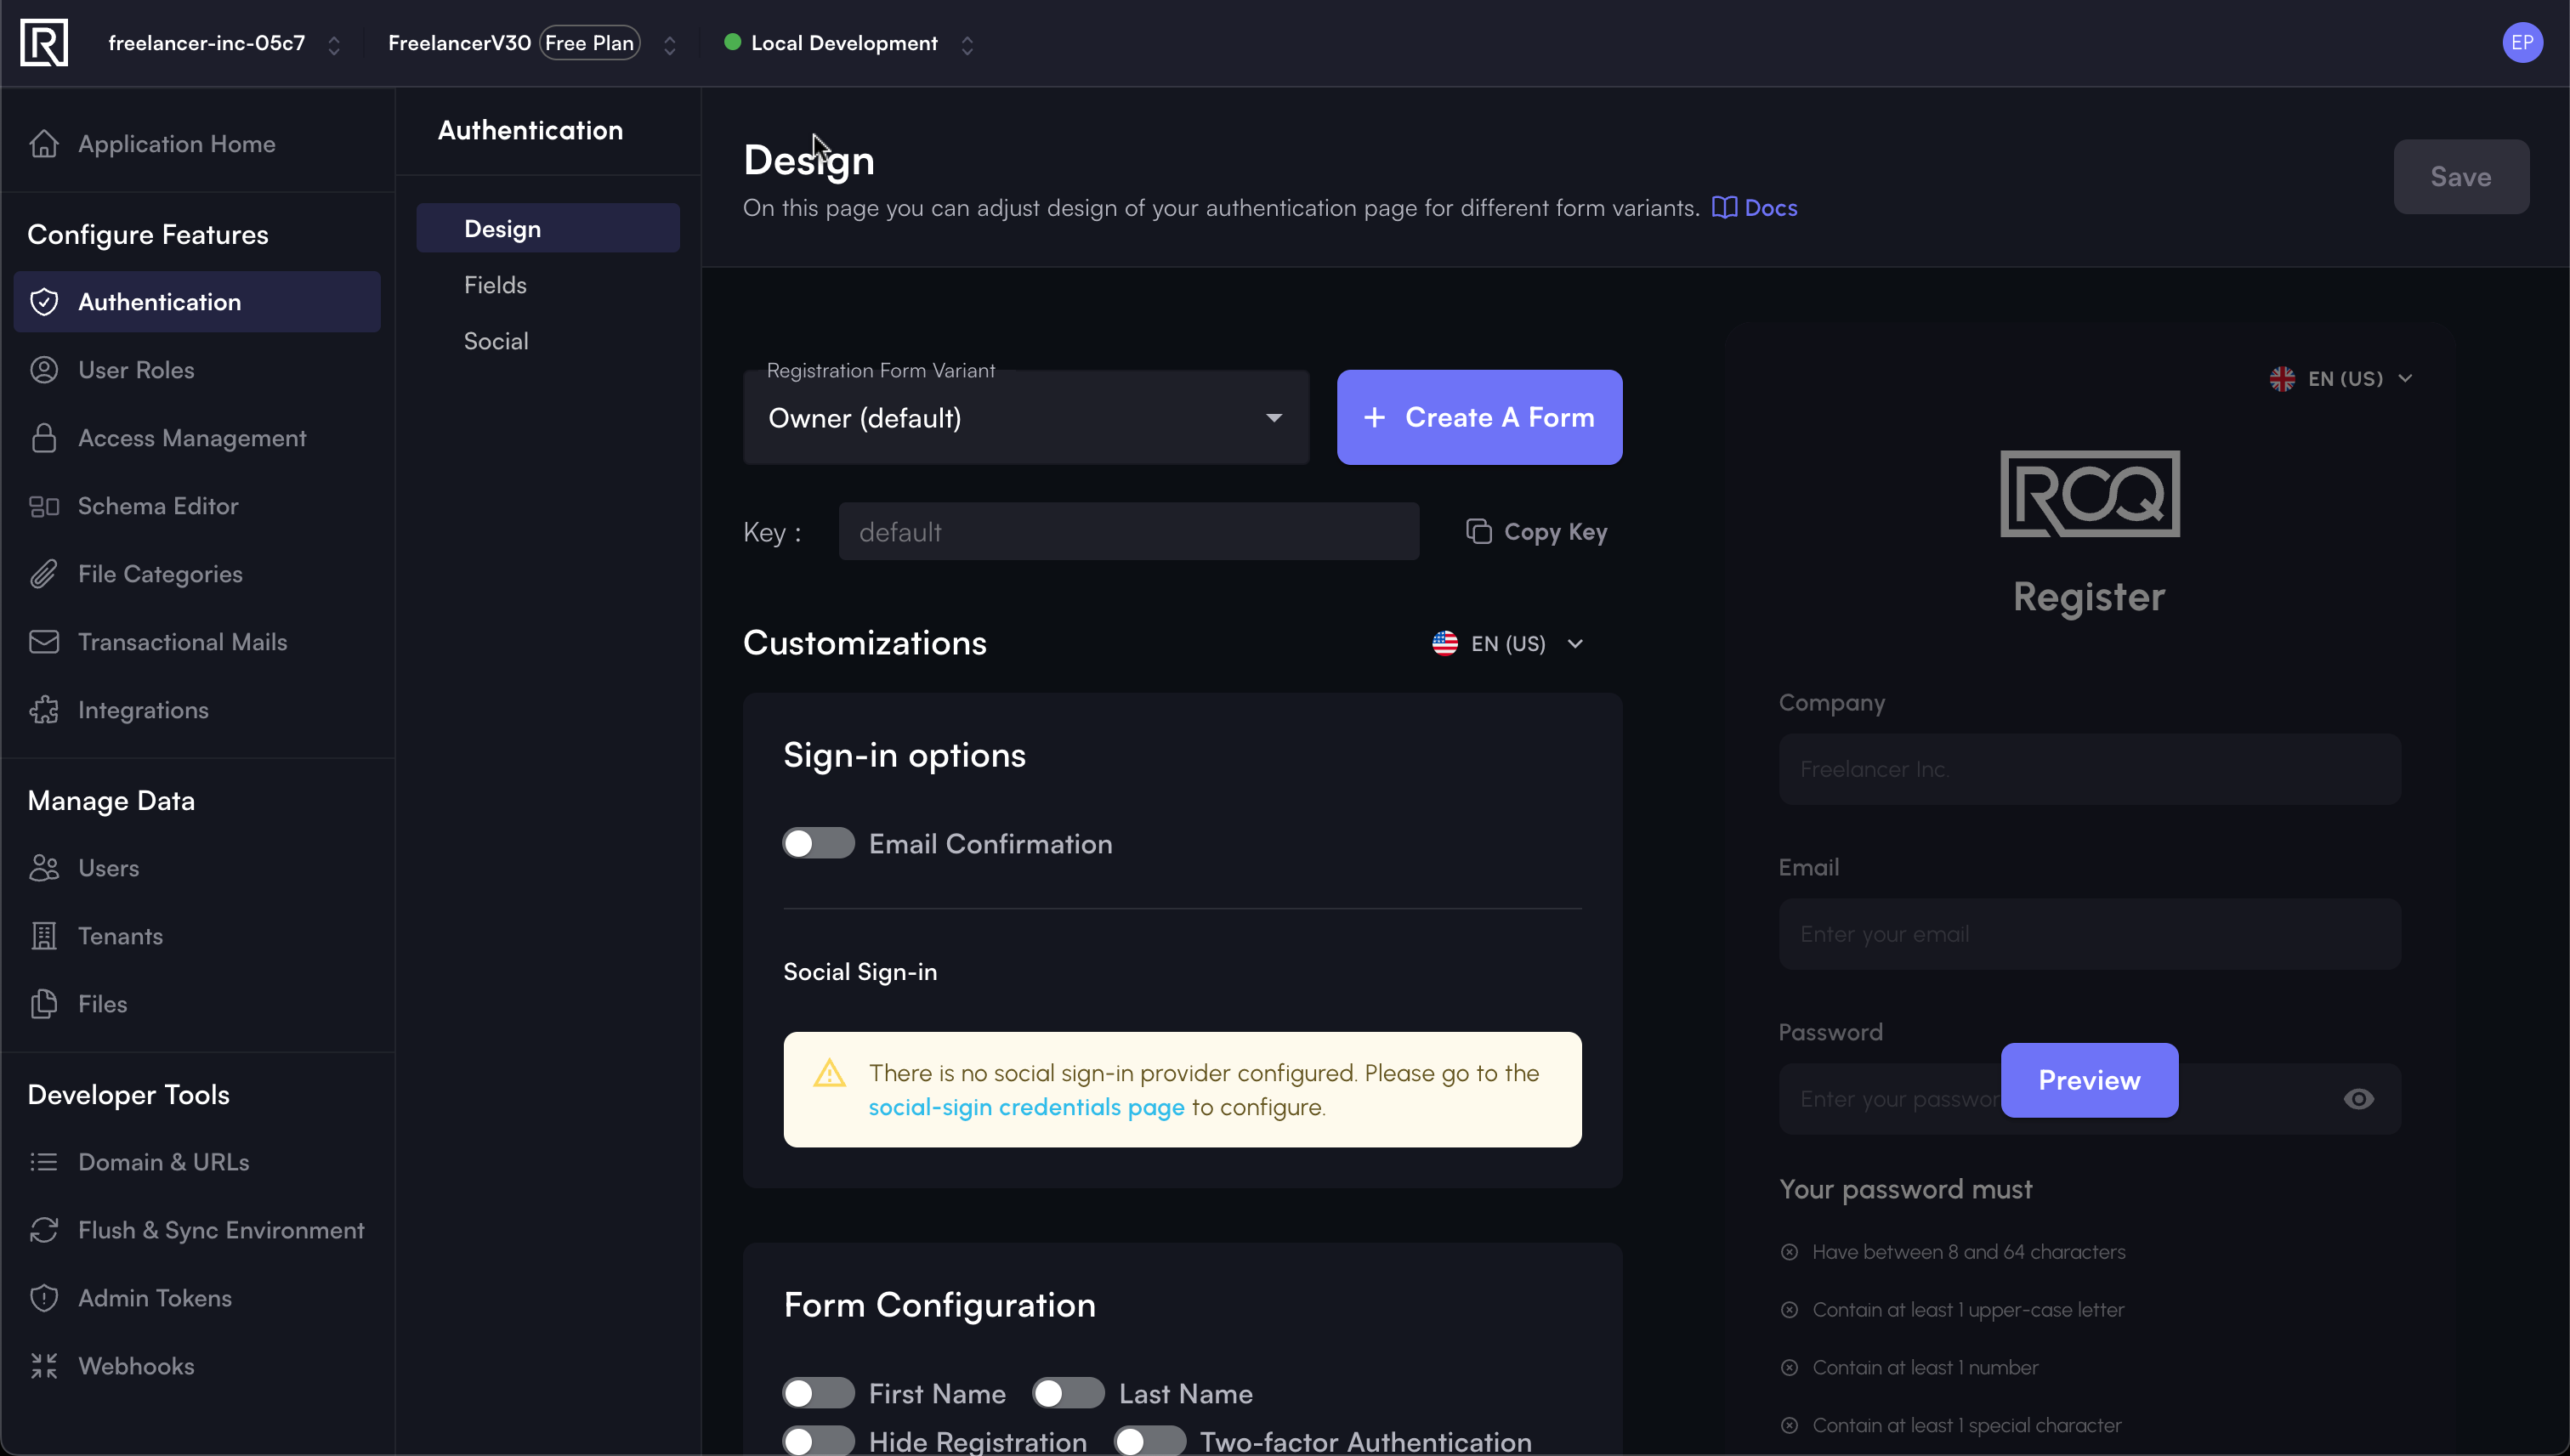 freelancer-inc-05c7
FreelancerV30 Free Plan
Local Development
EP
Application Home
Configure Features
Authentication
User Roles
Access Management
Schema Editor
File Categories
Transactional Mails
Integrations
Manage Data
Users
Tenants
Files
Developer Tools
Domain & URLs
Flush & Sync Environment
Admin Tokens
Webhooks
Authentication
Design
Fields
Social
Design
On this page you can adjust design of your authentication page for different form variants. Docs
Save
Registration Form Variant
Owner (default)
+ Create A Form
Key :
default
Copy Key
Customizations
EN (US)
Sign-in options
Email Confirmation
Social Sign-in
There is no social sign-in provider configured. Please go to the
social-sigin credentials page to configure.
Form Configuration
First Name
Last Name
Hide Registration
Two-factor Authentication
EN (US)
ROQ
Register
Company
Freelancer Inc.
Email
Enter your email
Password
Enter your passwor
Preview
Your password must
Have between 8 and 64 characters
Contain at least 1 upper-case letter
Contain at least 1 number
Contain at least 1 special character